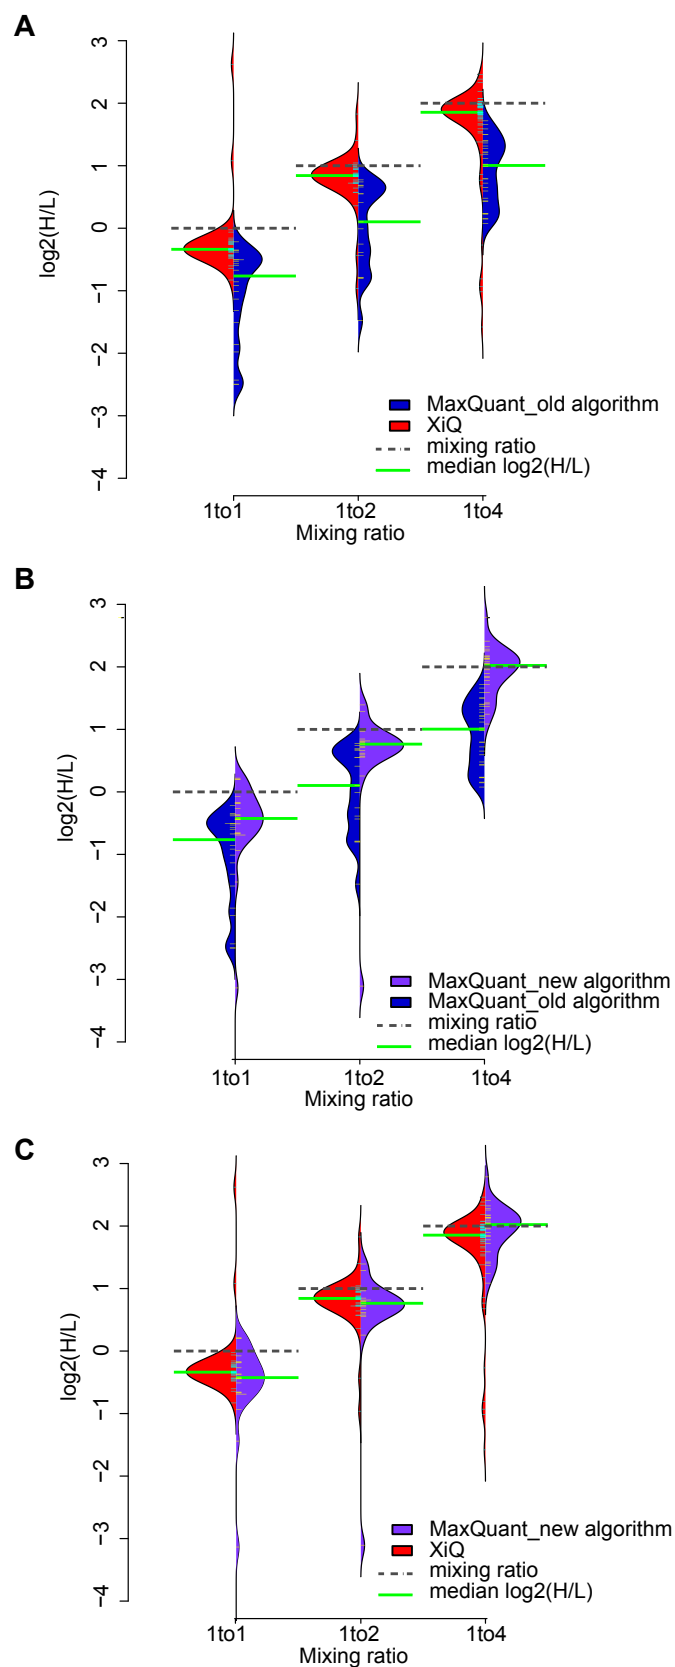 A
3
2
1
0
−1
−2
−3
−4
log2(H/L)
MaxQuant_old algorithm
XiQ
mixing ratio
median log2(H/L)
1to1 1to2 1to4
Mixing ratio
B
3
2
1
0
−1
−2
−3
−4
log2(H/L)
MaxQuant_new algorithm
MaxQuant_old algorithm
mixing ratio
median log2(H/L)
1to1 1to2 1to4
Mixing ratio
C
3
2
1
0
−1
−2
−3
−4
log2(H/L)
MaxQuant_new algorithm
XiQ
mixing ratio
median log2(H/L)
1to1 1to2 1to4
Mixing ratio